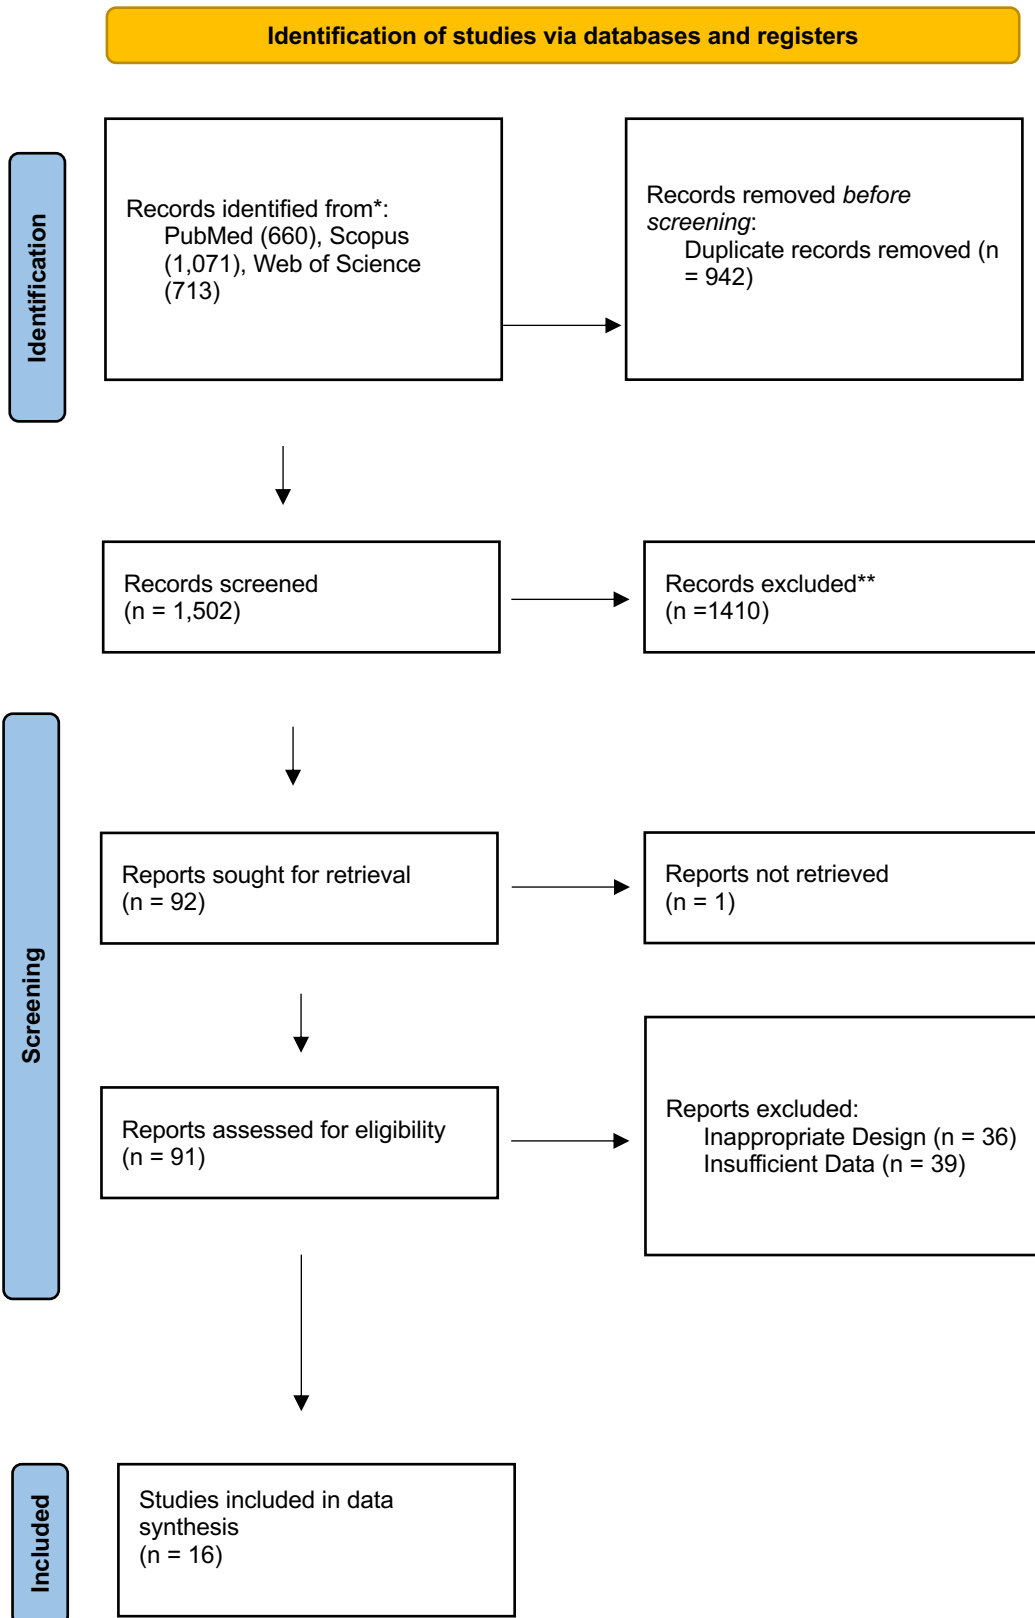 Identification of studies via databases and registers
Identification
Records identified from*:
PubMed (660), Scopus
(1,071), Web of Science
(713)
Records removed before
screening:
Duplicate records removed (n
= 942)
Records screened
(n = 1,502)
Records excluded**
(n =1410)
Screening
Reports sought for retrieval
(n = 92)
Reports not retrieved
(n = 1)
Reports assessed for eligibility
(n = 91)
Reports excluded:
Inappropriate Design (n = 36)
Insufficient Data (n = 39)
Included
Studies included in data
synthesis
(n = 16)